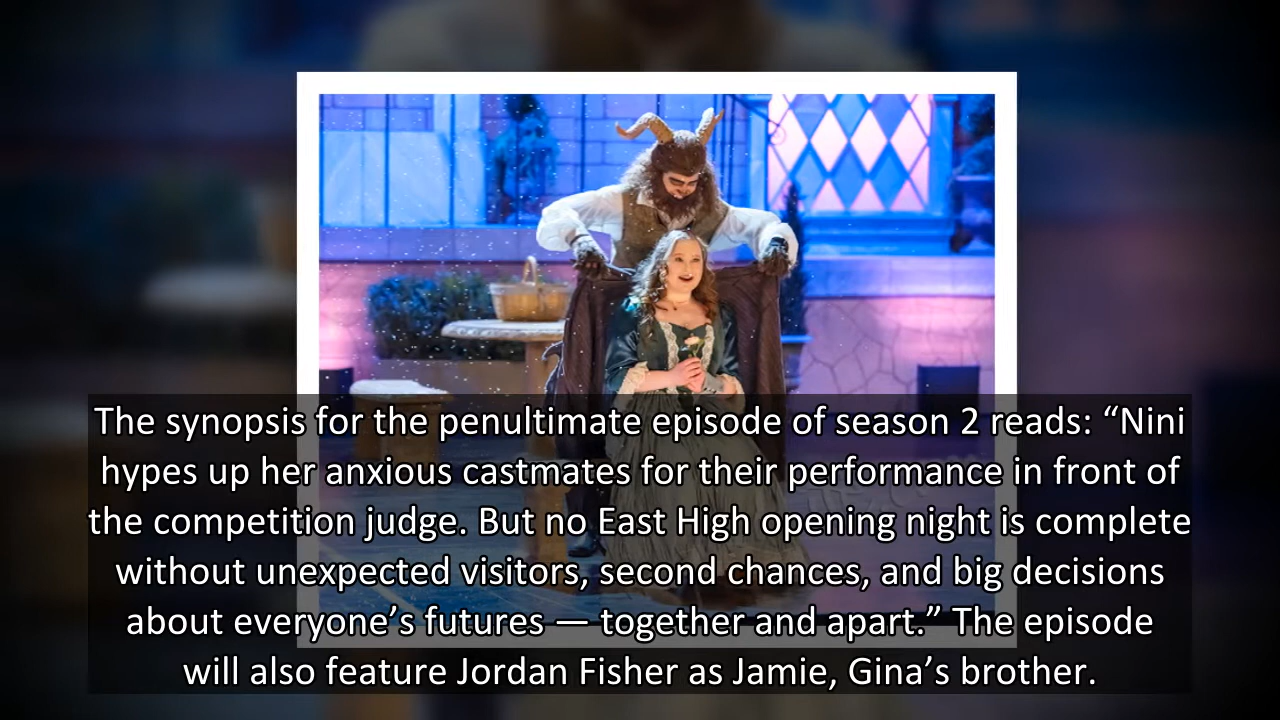 The synopsis for the penultimate episode of season 2 reads: “Nini
hypes up her anxious castmates for their performance in front of
the competition judge. But no East High opening night is complete
without unexpected visitors, second chances, and big decisions
about everyone’s futures — together and apart.” The episode
will also feature Jordan Fisher as Jamie, Gina’s brother.